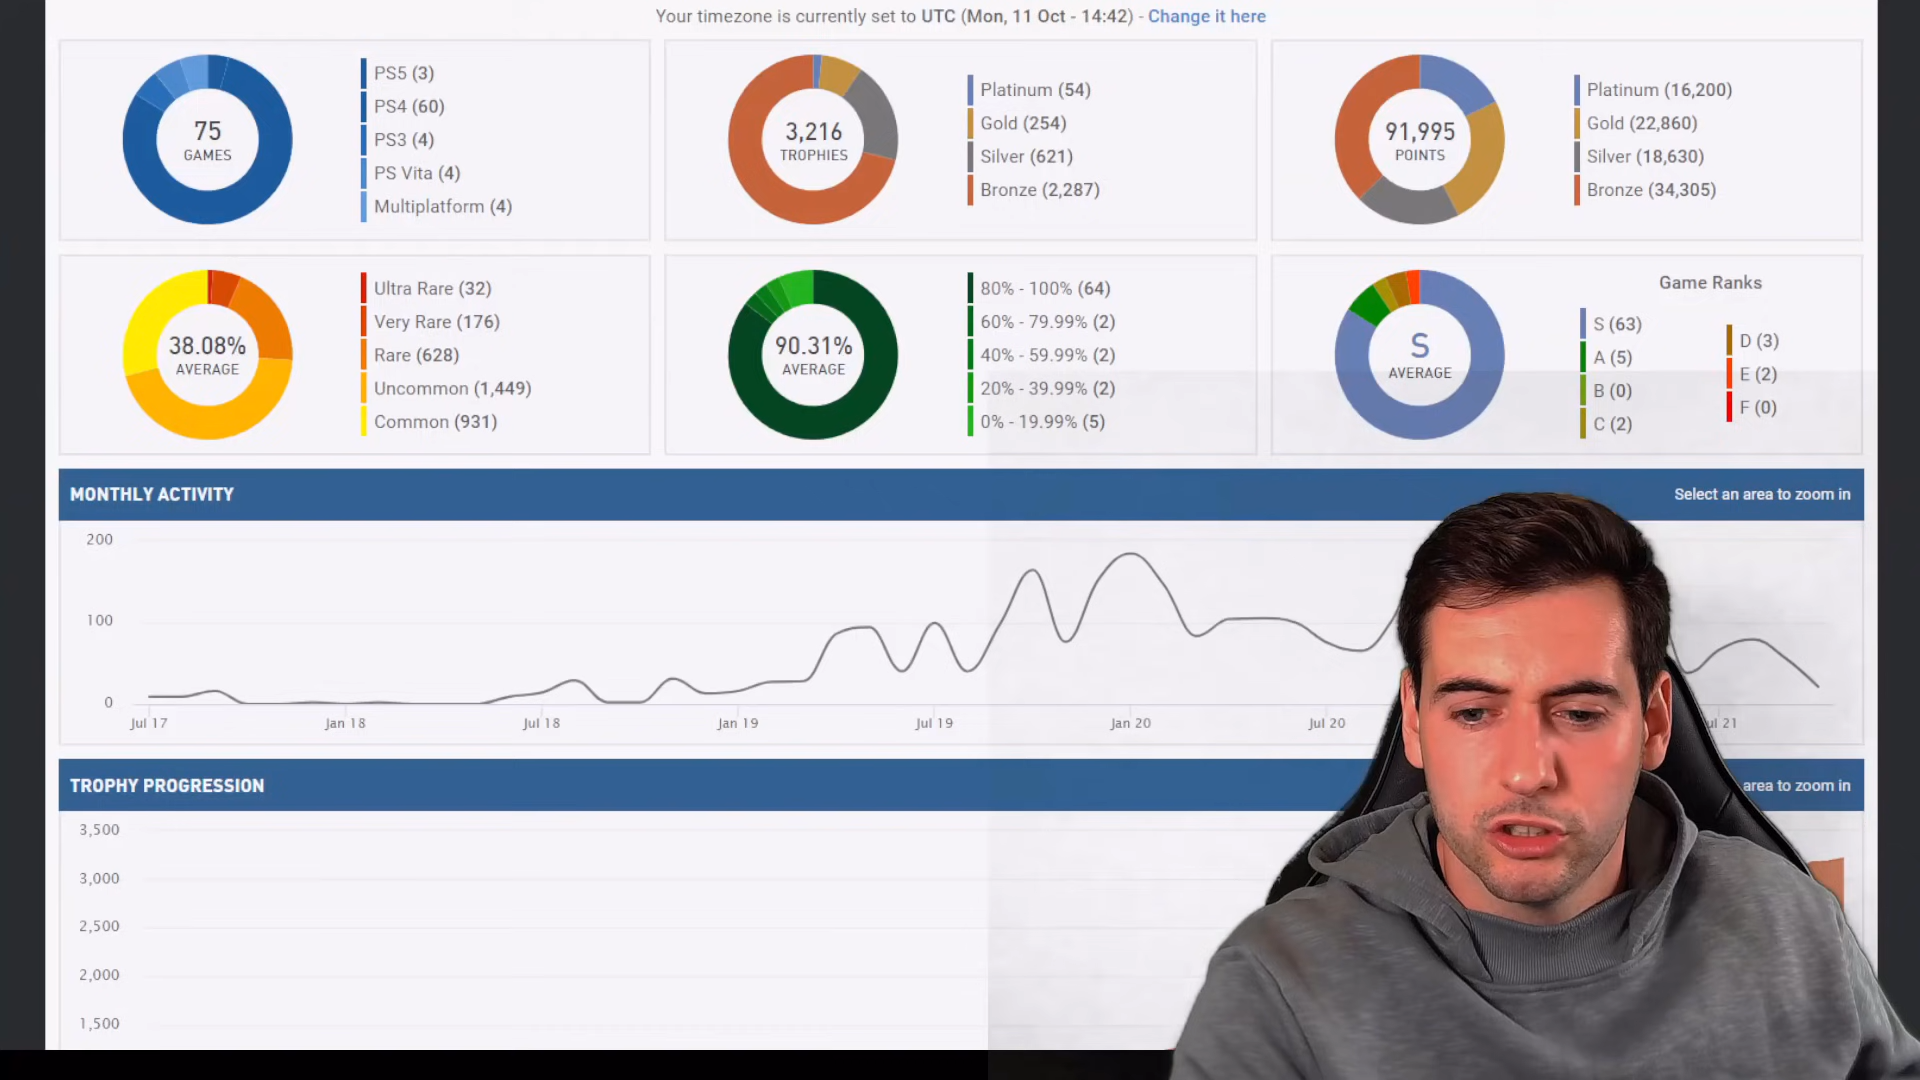 Your timezone is currently set to UTC (Mon, 11 Oct - 14:42) - Change it here
75
GAMES
PS5 (3)
PS4 (60)
PS3 (4)
PS Vita (4)
Multiplatform (4)
3,216
TROPHIES
Platinum (54)
Gold (254)
Silver (621)
Bronze (2,287)
91,995
POINTS
Platinum (16,200)
Gold (22,860)
Silver (18,630)
Bronze (34,305)
38.08%
AVERAGE
Ultra Rare (32)
Very Rare (176)
Rare (628)
Uncommon (1,449)
Common (931)
90.31%
AVERAGE
80% - 100% (64)
60% - 79.99% (2)
40% - 59.99% (2)
20% - 39.99% (2)
0% - 19.99% (5)
S
AVERAGE
Game Ranks
S (63)
A (5)
B (0)
C (2)
D (3)
E (2)
F (0)
MONTHLY ACTIVITY
Select an area to zoom in
200
100
0
Jul 17
Jan 18
Jul 18
Jan 19
Jul 19
Jan 20
Jul 20
ul 21
TROPHY PROGRESSION
area to zoom in
3,500
3,000
2,500
2,000
1,500